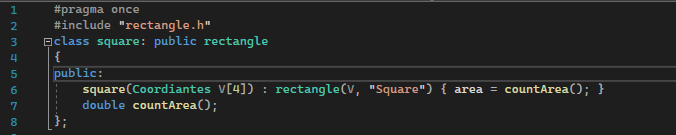 1 #pragma once
2 #include "rectangle.h"
3 class square: public rectangle
4 {
5 public:
6 square(Coordiantes V[4]) : rectangle(V, "Square") { area = countArea(); }
7 double countArea();
8 };